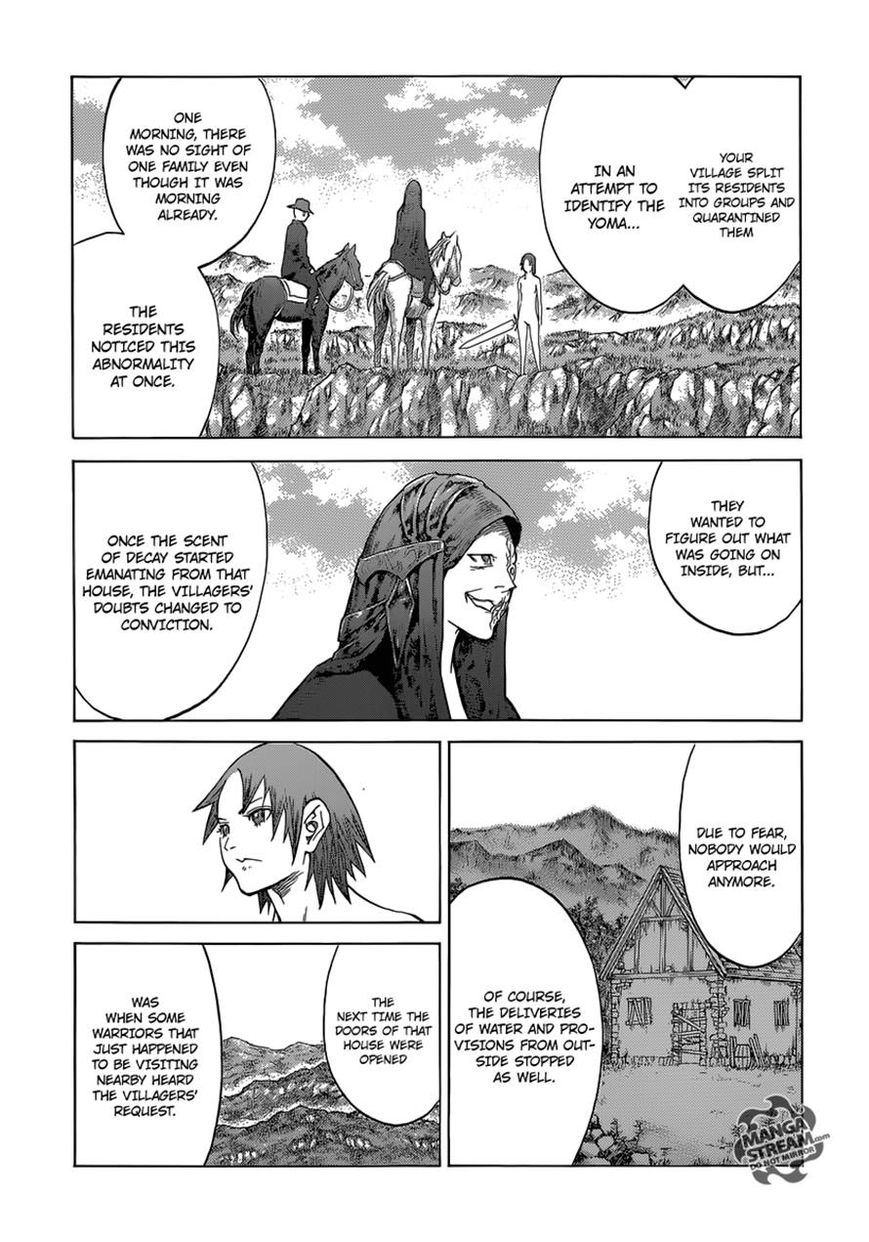 YOUR
VILLAGE SPLIT
ITS RESIDENTS
INTO GROUPS AND
QUARANTINED
THEM
IN AN
ATTEMPT TO
IDENTIFY THE
YOMA...
ONE
MORNING, THERE
WAS NO SIGHT OF
ONE FAMILY EVEN
THOUGH IT WAS
MORNING
ALREADY.
THE
RESIDENTS
NOTICED THIS
ABNORMALITY
AT ONCE.
THEY
WANTED TO
FIGURE OUT WHAT
WAS GOING ON
INSIDE, BUT...
ONCE THE SCENT
OF DECAY STARTED
EMANATING FROM THAT
HOUSE, THE VILLAGERS'
DOUBTS CHANGED TO
CONVICTION.
DUE TO FEAR,
NOBODY WOULD
APPROACH
ANYMORE.
OF COURSE,
THE DELIVERIES
OF WATER AND PRO-
VISIONS FROM OUT-
SIDE STOPPED
AS WELL.
THE
NEXT TIME THE
DOORS OF THAT
HOUSE WERE
OPENED
WAS
WHEN SOME
WARRIORS THAT
JUST HAPPENED
TO BE VISITING
NEARBY HEARD
THE VILLAGERS'
REQUEST.
MANGA
STREAM.com
DO NOT MIRROR